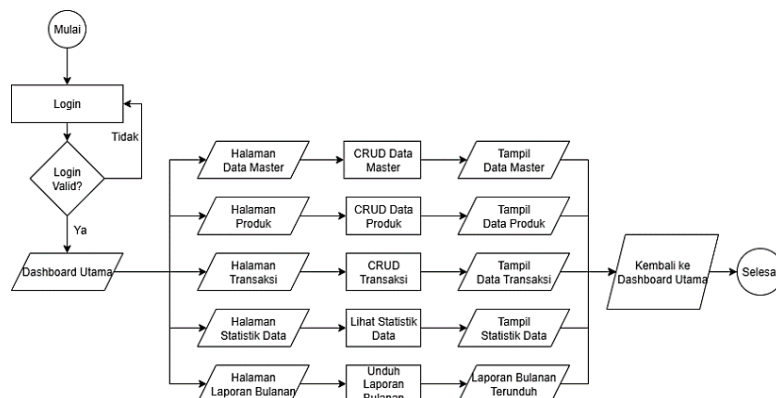 Mulai
Login
Tidak
Login
Valid?
Ya
Dashboard Utama
Halaman
Data Master
CRUD Data
Master
Tampil
Data Master
Halaman
Produk
CRUD Data
Produk
Tampil
Data Produk
Halaman
Transaksi
CRUD
Transaksi
Tampil
Data Transaksi
Halaman
Statistik Data
Lihat Statistik
Data
Tampil
Statistik Data
Halaman
Laporan Bulanan
Unduh
Laporan
Bulanan
Laporan Bulanan
Terunduh
Kembali ke
Dashboard Utama
Selesa